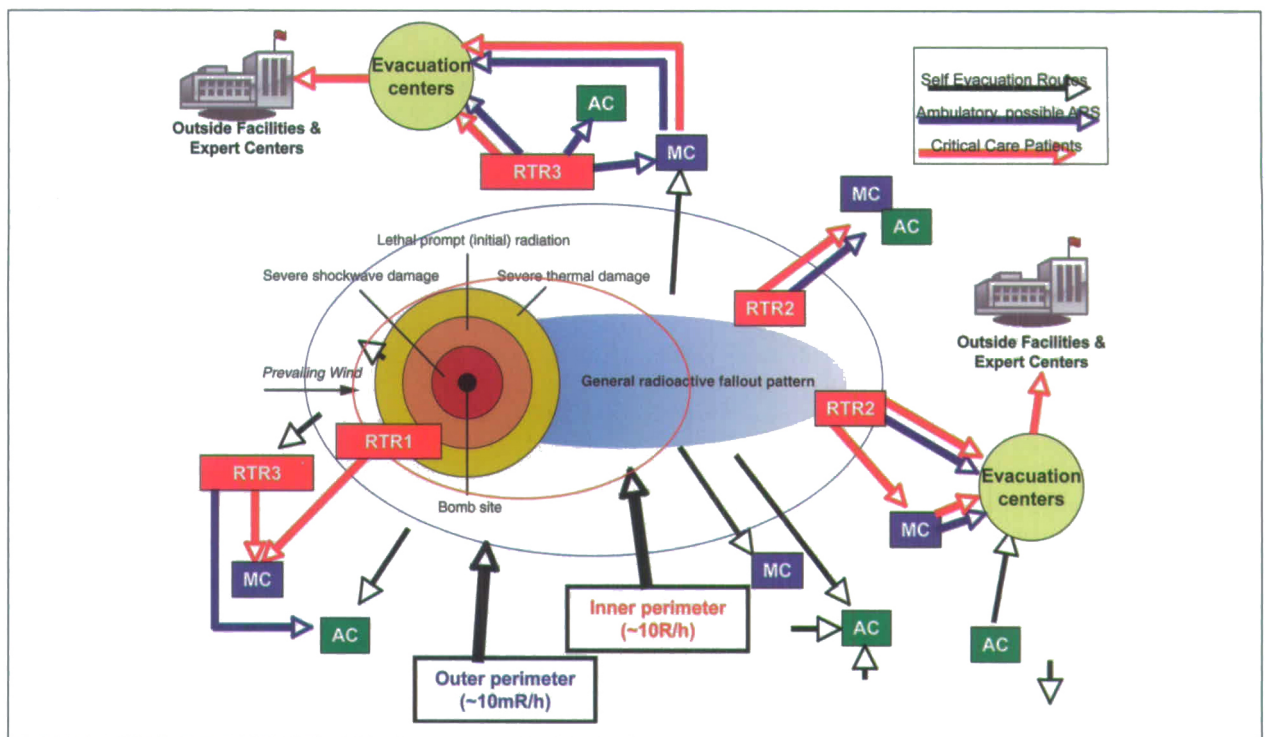 Evacuation
centers
Outside Facilities &
Expert Centers
AC
MC
RTR3
Self Evacuation Routes
Ambulatory, possible ARS
Critical Care Patients
MC
AC
RTR2
Lethal prompt (initial) radiation
Severe shockwave damage
Severe thermal damage
Prevailing Wind
General radioactive fallout pattern
Outside Facilities &
Expert Centers
RTR2
RTR1
RTR3
Bomb site
Evacuation
centers
MC
MC
MC
AC
AC
AC
Inner perimeter
(~10R/h)
Outer perimeter
(~10mR/h)